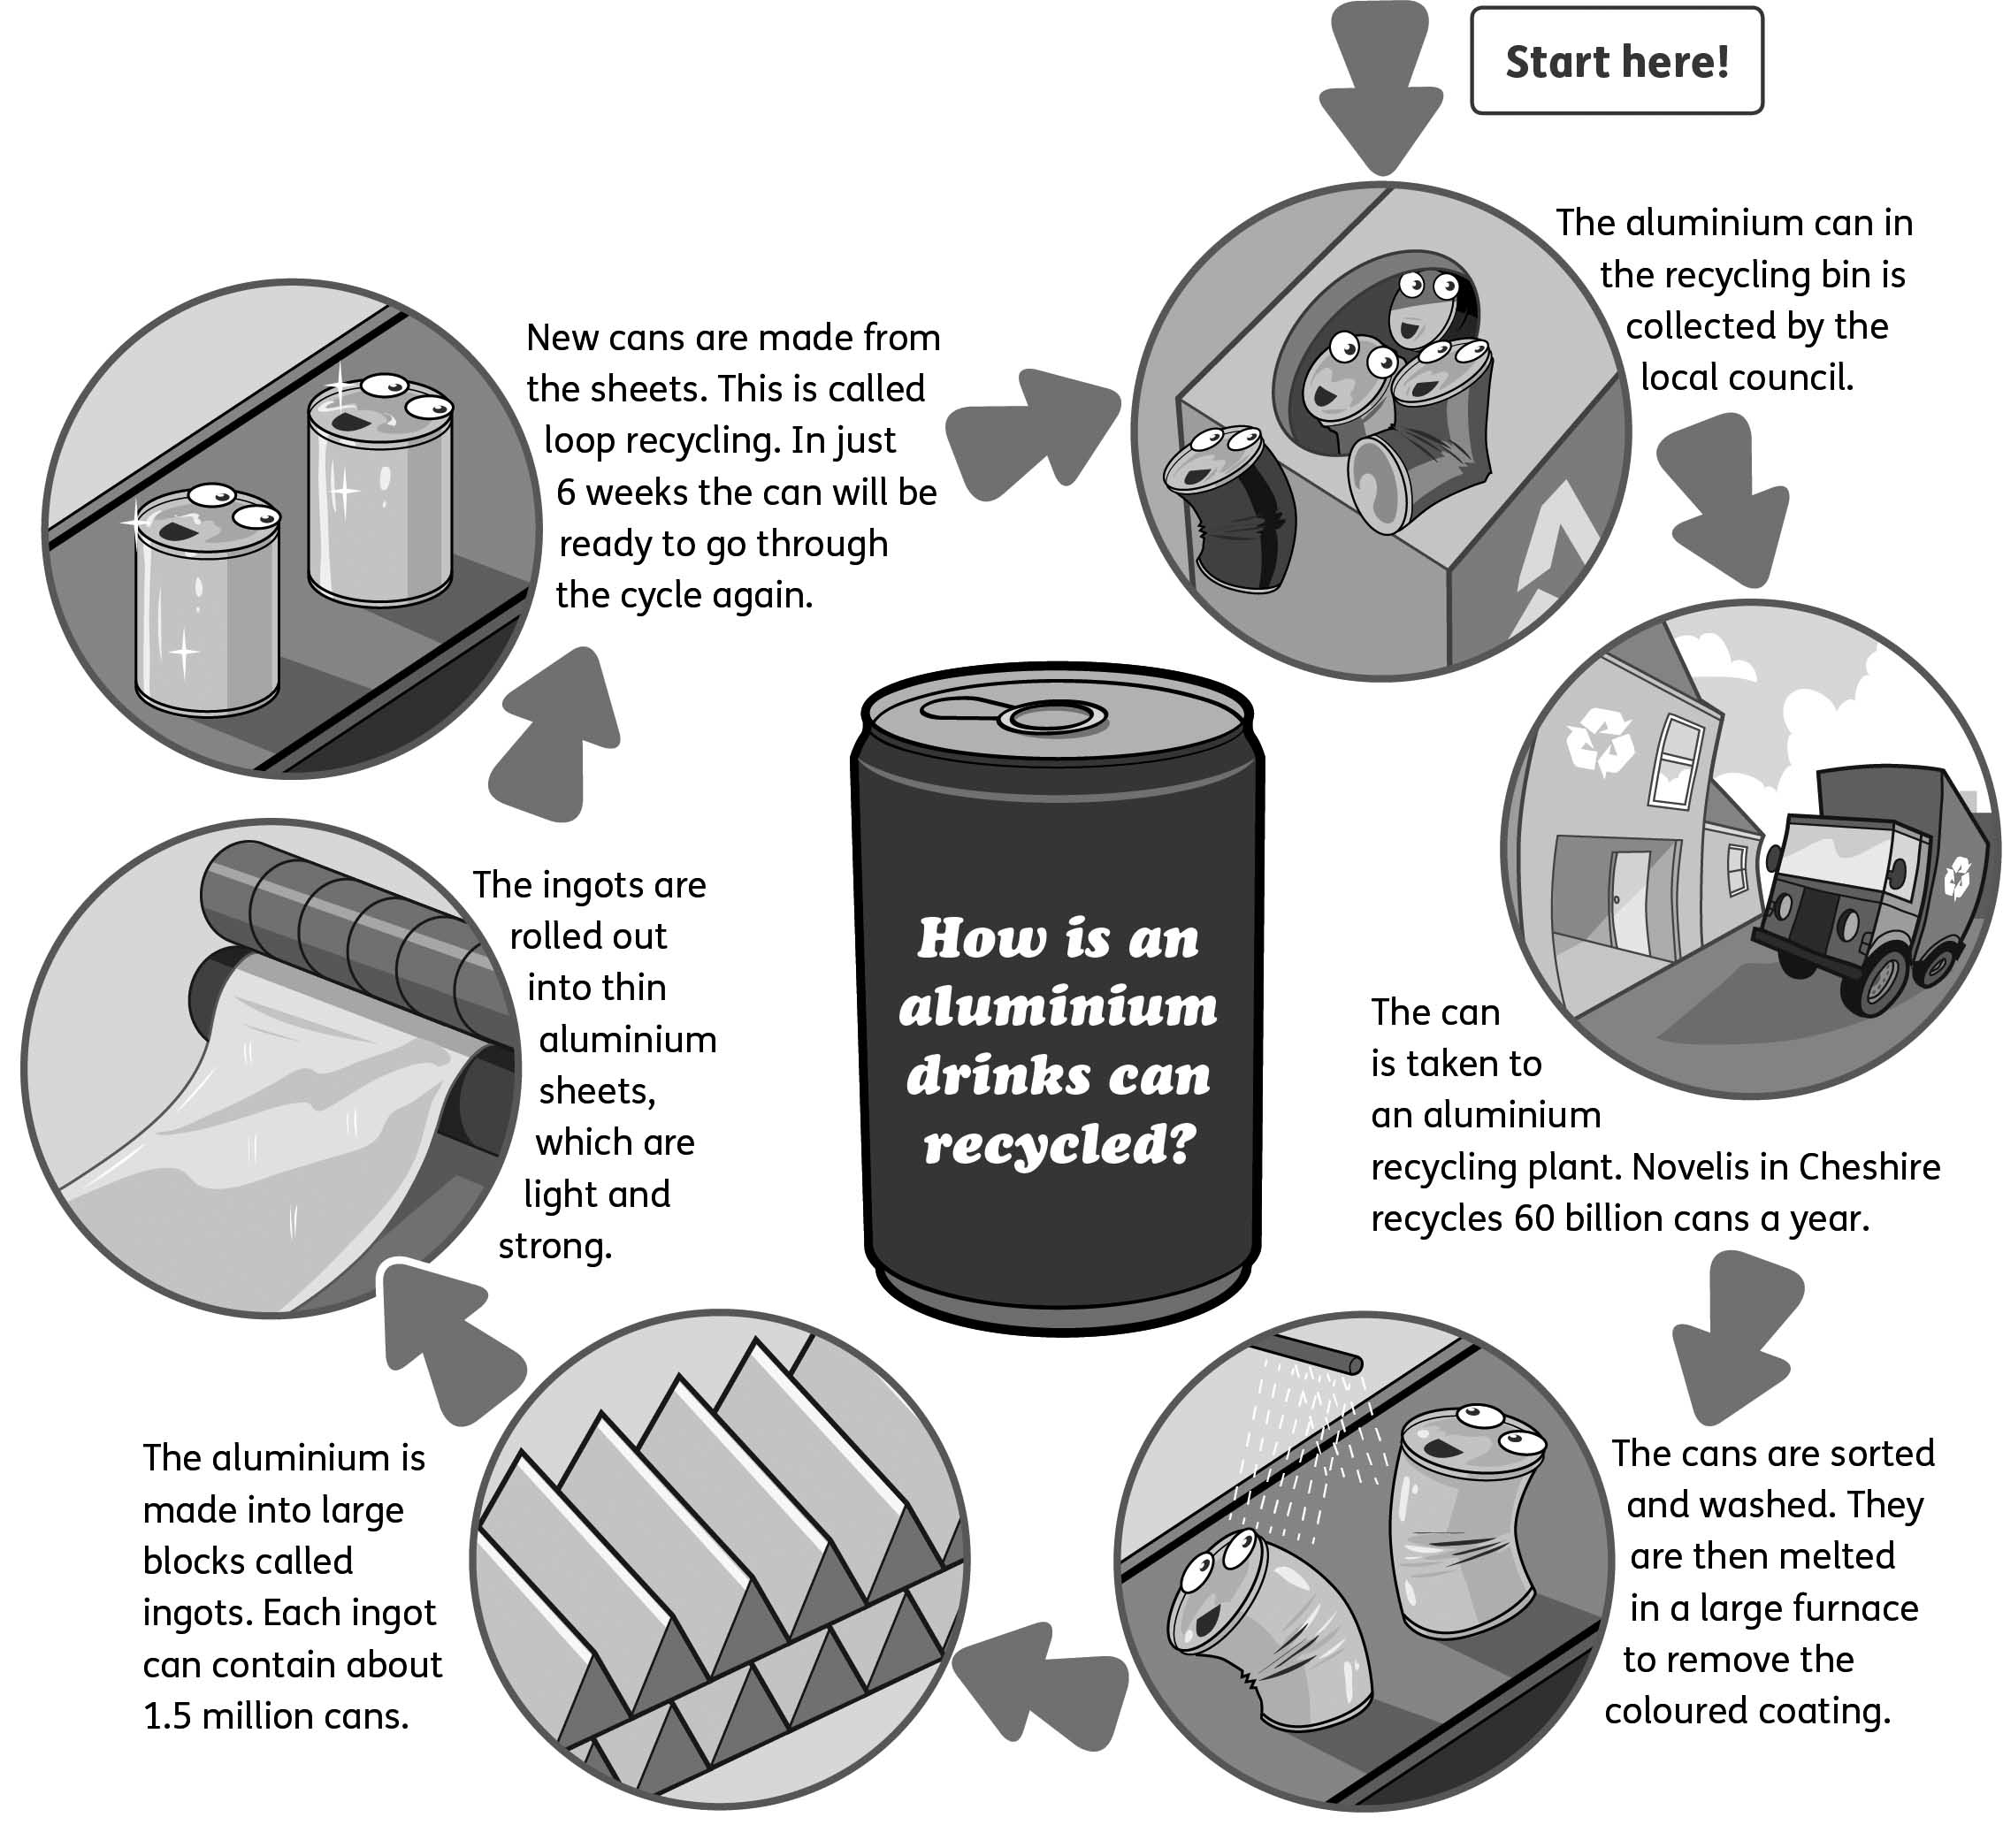 Start here!
The aluminium can in
the recycling bin is
collected by the
local council.
The can
is taken to
an aluminium
recycling plant. Novelis in Cheshire
recycles 60 billion cans a year.
The cans are sorted
and washed. They
are then melted
in a large furnace
to remove the
coloured coating.
The aluminium is
made into large
blocks called
ingots. Each ingot
can contain about
1.5 million cans.
The ingots are
rolled out
into thin
aluminium
sheets,
which are
light and
strong.
New cans are made from
the sheets. This is called
loop recycling. In just
6 weeks the can will be
ready to go through
the cycle again.
How is an
aluminium
drinks can
recycled?